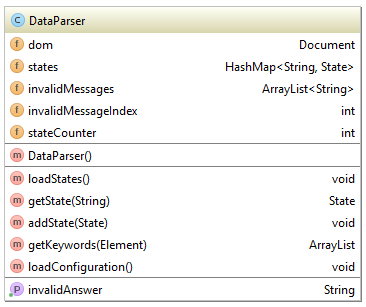 C DataParser
f dom Document
f states HashMap<String, State>
f invalidMessages ArrayList<String>
f invalidMessageIndex int
f stateCounter int
m DataParser()
m loadStates() void
m getState(String) State
m addState(State) void
m getKeywords(Element) ArrayList
m loadConfiguration() void
P invalidAnswer String